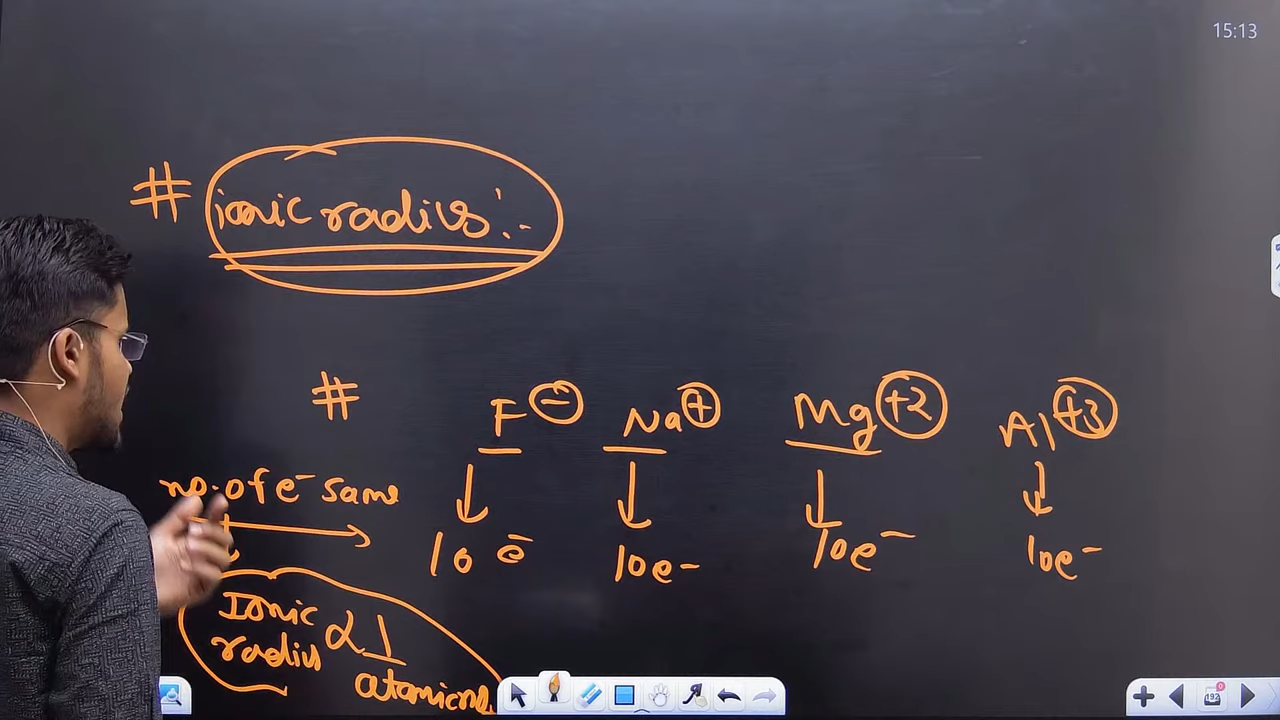 15:13
# ionic radius :-
# F⊖ Na⊕ Mg+2 Al+3
no. of e⁻ same
10 e⁻ 10e⁻ 10e⁻ 10e⁻
Ionic radius α 1
atomic no.
192